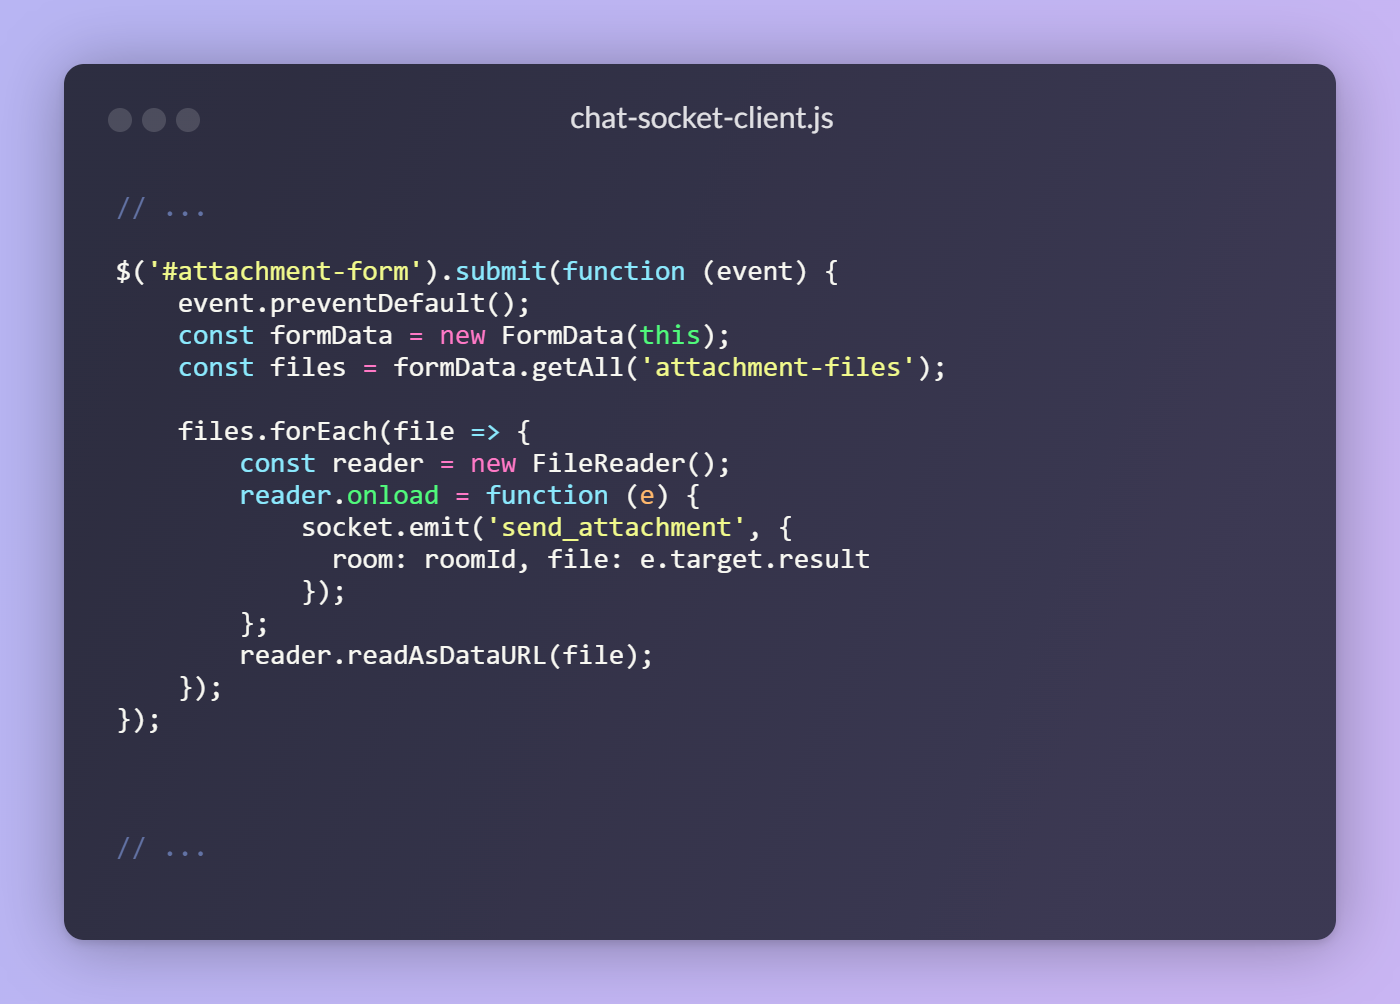 chat-socket-client.js
// ...
$('#attachment-form').submit(function (event) {
    event.preventDefault();
    const formData = new FormData(this);
    const files = formData.getAll('attachment-files');
    files.forEach(file => {
        const reader = new FileReader();
        reader.onload = function (e) {
            socket.emit('send_attachment', {
              room: roomId, file: e.target.result
            });
        };
        reader.readAsDataURL(file);
    });
});
// ...